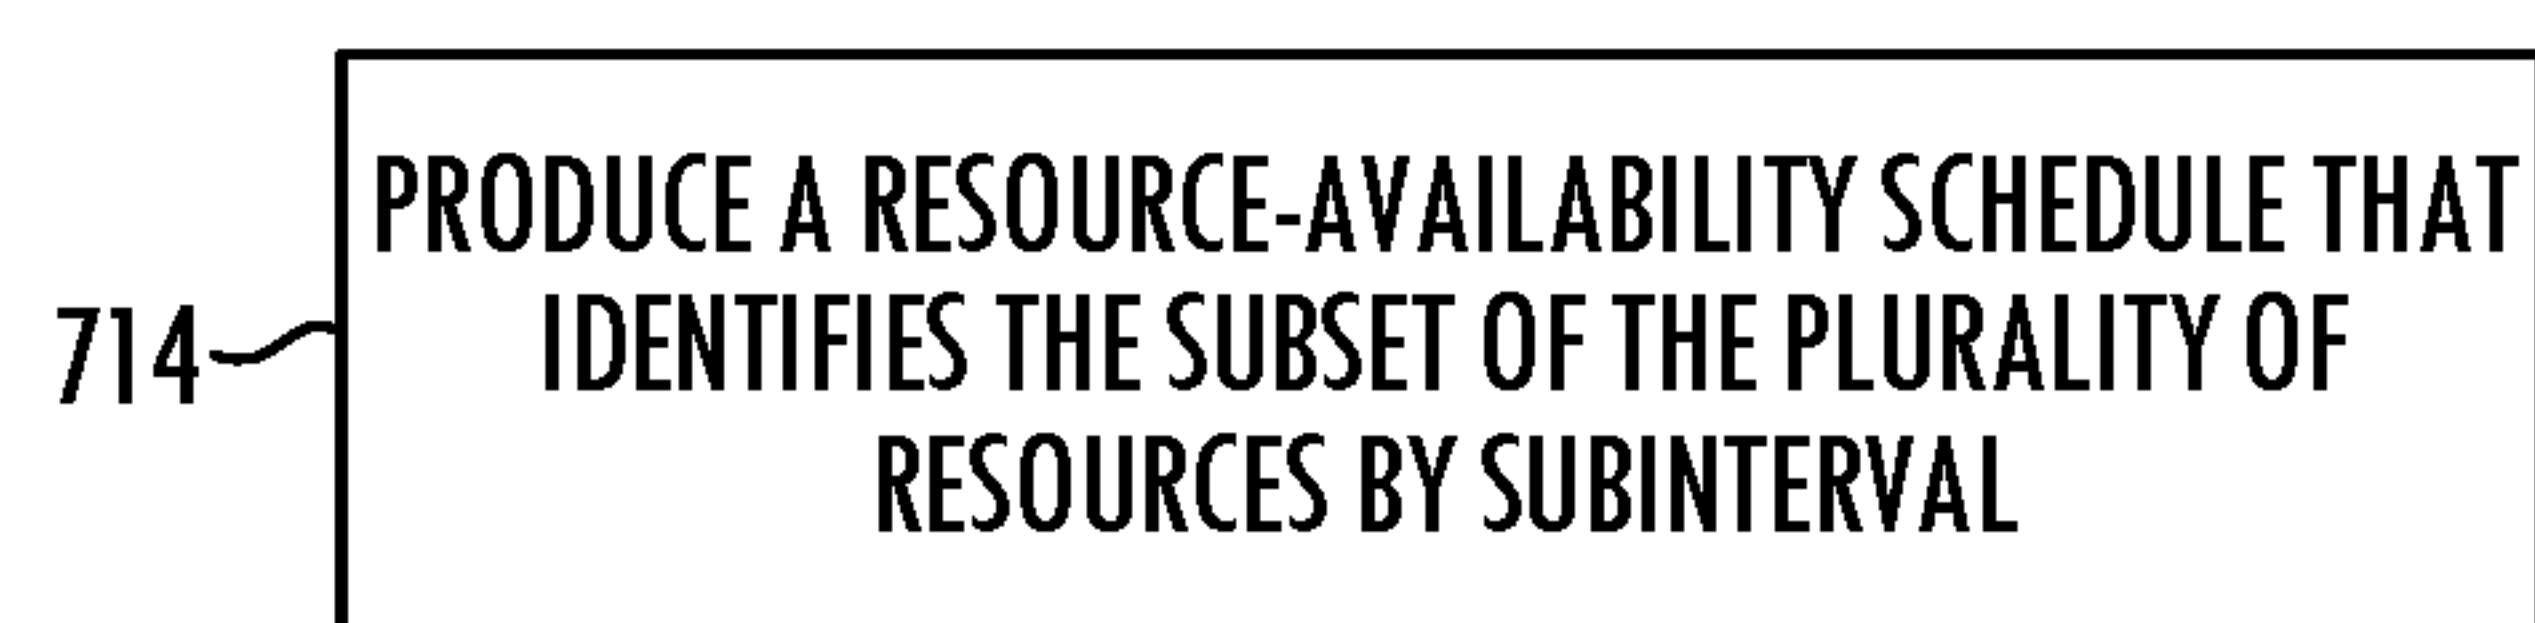 PRODUCE A RESOURCE-AVAILABILITY SCHEDULE THAT
IDENTIFIES THE SUBSET OF THE PLURALITY OF
714
RESOURCES BY SUBINTERVAL